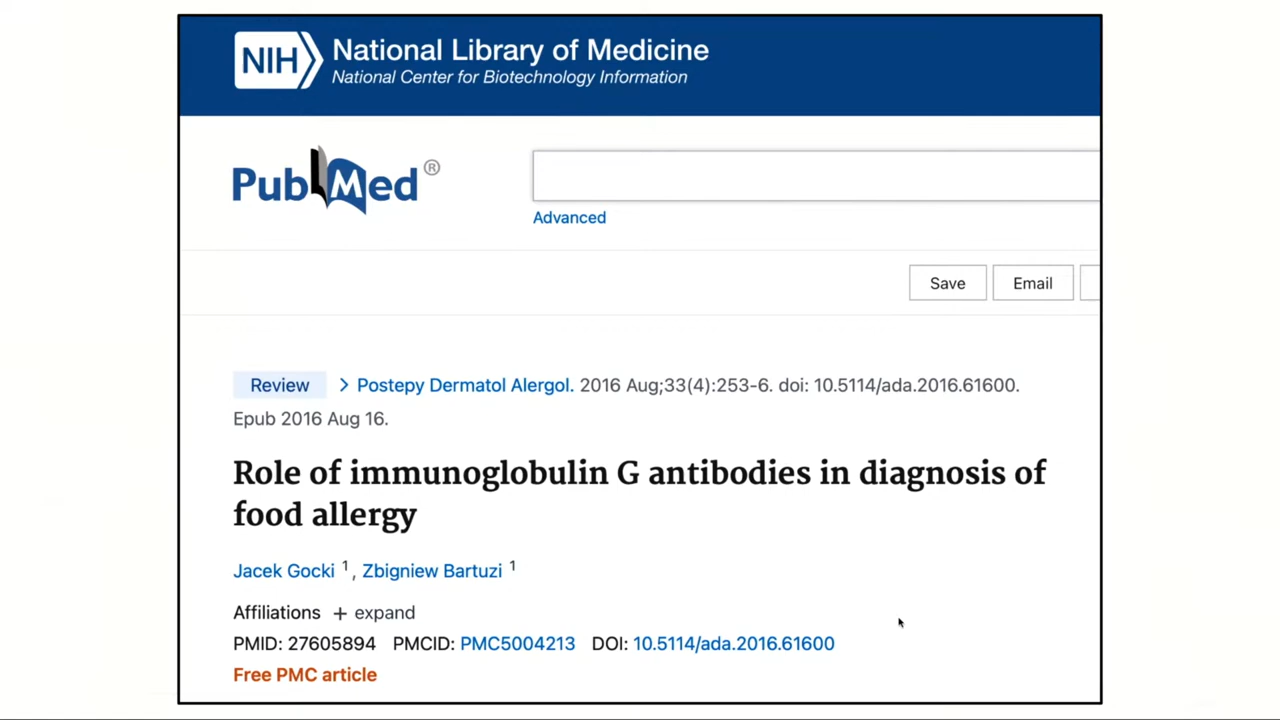 NIH National Library of Medicine
National Center for Biotechnology Information
PubMed®
Advanced
Save Email
Review > Postepy Dermatol Alergol. 2016 Aug;33(4):253-6. doi: 10.5114/ada.2016.61600.
Epub 2016 Aug 16.
Role of immunoglobulin G antibodies in diagnosis of
food allergy
Jacek Gocki 1, Zbigniew Bartuzi 1
Affiliations + expand
PMID: 27605894 PMCID: PMC5004213 DOI: 10.5114/ada.2016.61600
Free PMC article